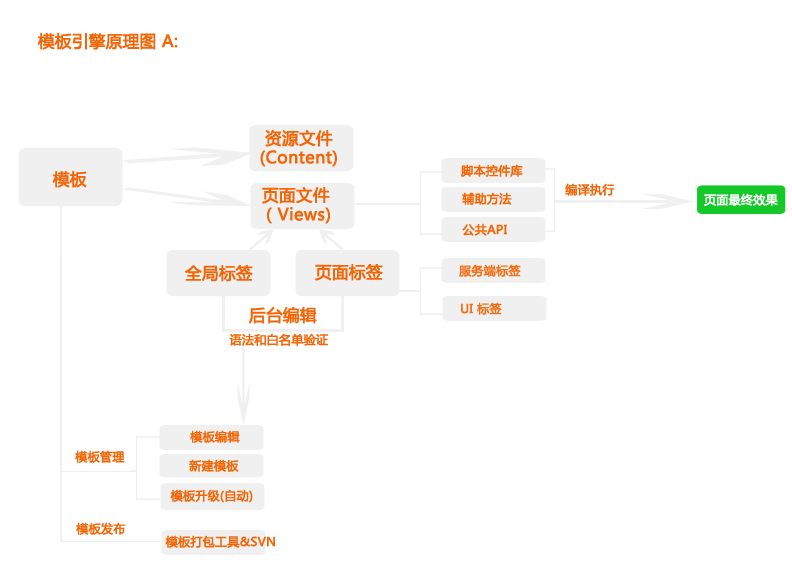 模板引擎原理图 A:
资源文件
(Content)
模板
页面文件
( Views)
脚本控件库
辅助方法
公共API
编译执行
页面最终效果
全局标签
页面标签
服务端标签
UI 标签
后台编辑
语法和白名单验证
模板编辑
模板管理
新建模板
模板升级(自动)
模板发布
模板打包工具&SVN